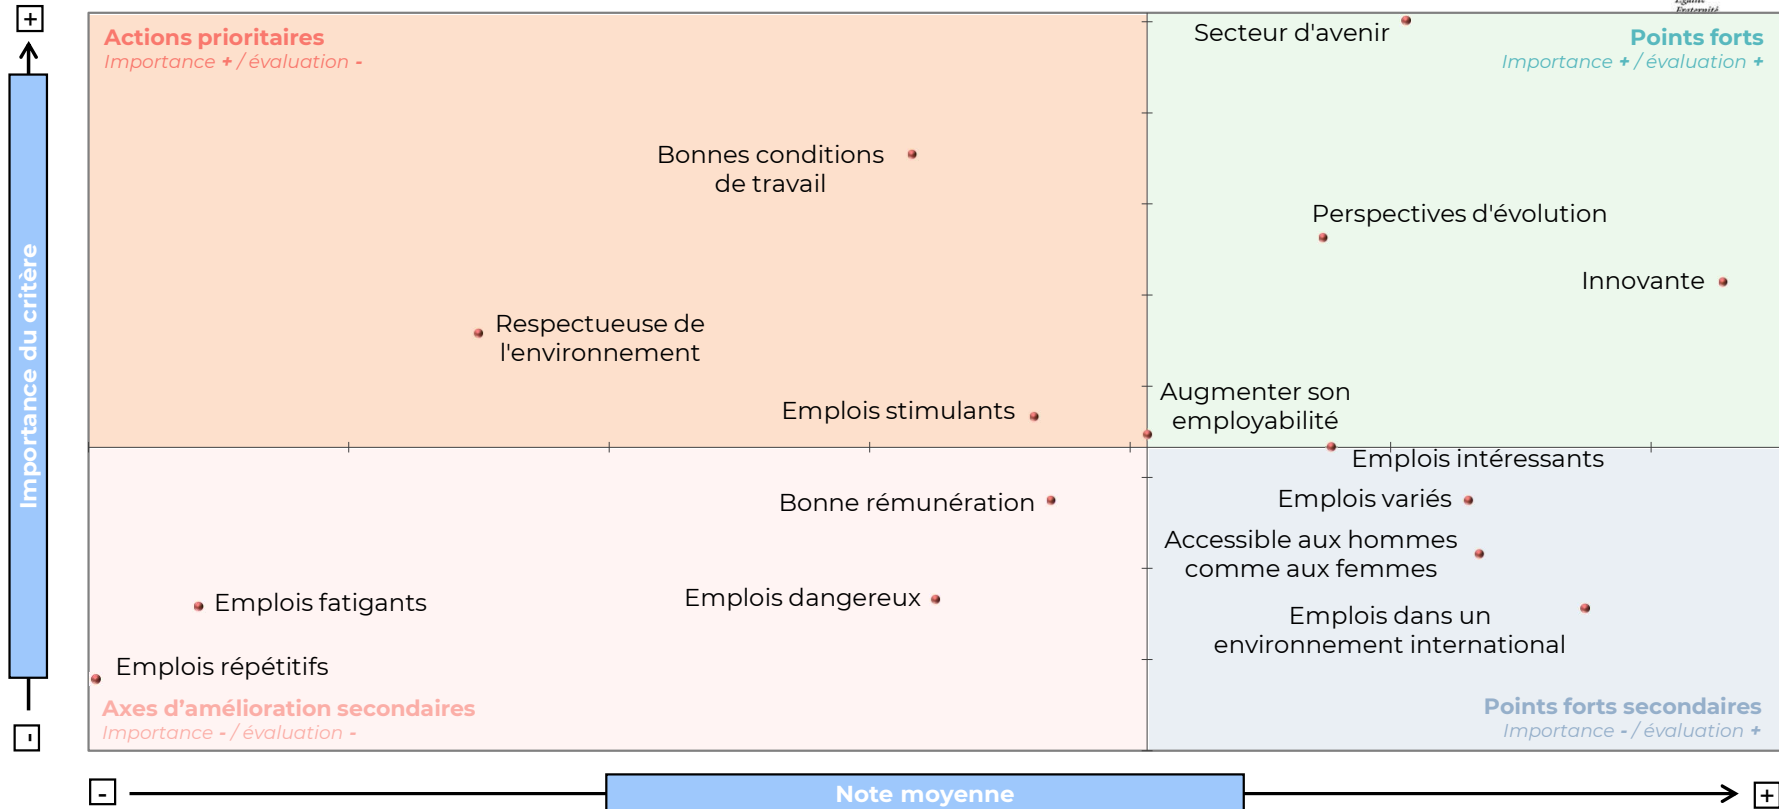 Égalité
Fraternité
+
Actions prioritaires
Importance + / évaluation -
Secteur d'avenir
Points forts
Importance + / évaluation +
Bonnes conditions
de travail
Perspectives d'évolution
Innovante
Respectueuse de
l'environnement
Emplois stimulants
Augmenter son
employabilité
Importance du critère
Emplois intéressants
Bonne rémunération
Emplois variés
Accessible aux hommes
comme aux femmes
Emplois fatigants
Emplois dangereux
Emplois dans un
environnement international
Emplois répétitifs
Axes d’amélioration secondaires
Importance - / évaluation -
Points forts secondaires
Importance - / évaluation +
-
-
Note moyenne
+